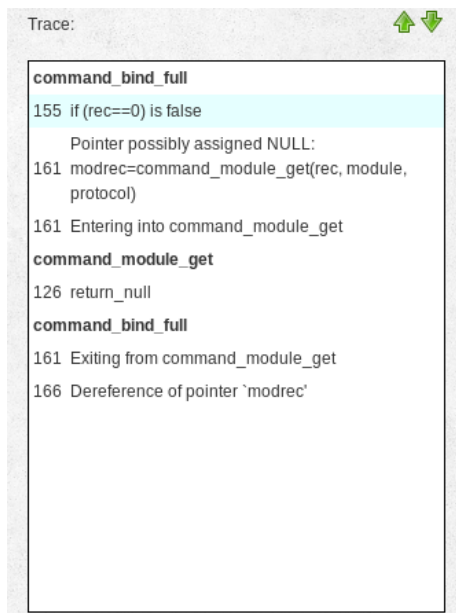 Trace:
command_bind_full
155 if (rec==0) is false
Pointer possibly assigned NULL:
161 modrec=command_module_get(rec, module,
protocol)
161 Entering into command_module_get
command_module_get
126 return_null
command_bind_full
161 Exiting from command_module_get
166 Dereference of pointer `modrec'